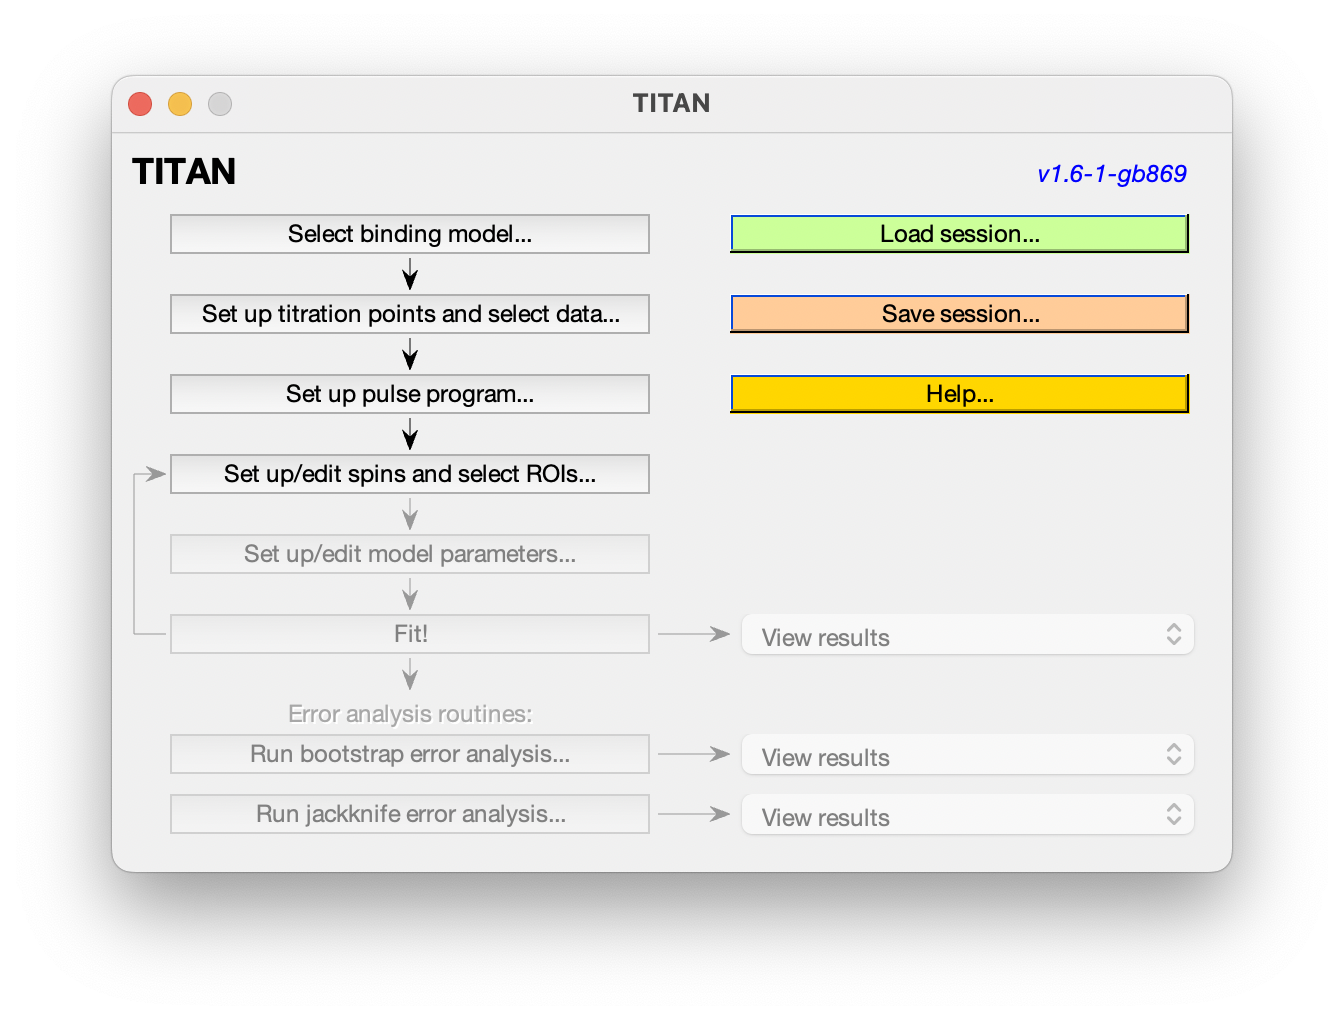 TITAN
TITAN
v1.6-1-gb869
Select binding model...
Load session...
Set up titration points and select data...
Save session...
Set up pulse program...
Help...
Set up/edit spins and select ROIs...
Set up/edit model parameters...
Fit!
View results
Error analysis routines:
Run bootstrap error analysis...
View results
Run jackknife error analysis...
View results